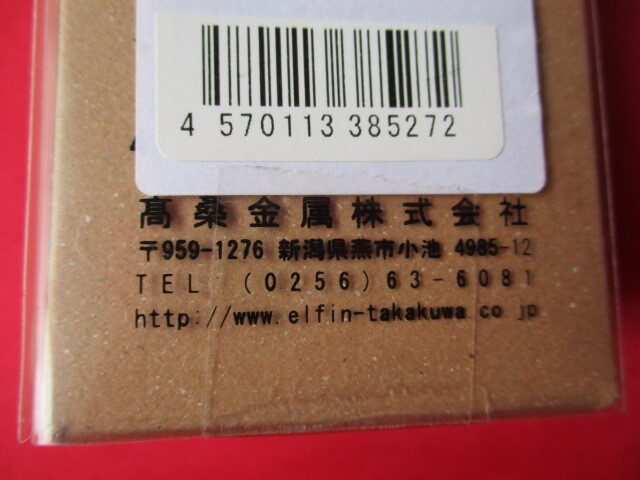 4 570113 385272
髙桑金属株式会社
〒959-1276 新潟県燕市小池 4985-12
TEL (0256)63-6081
http://www.elfin-takakuwa.co.jp